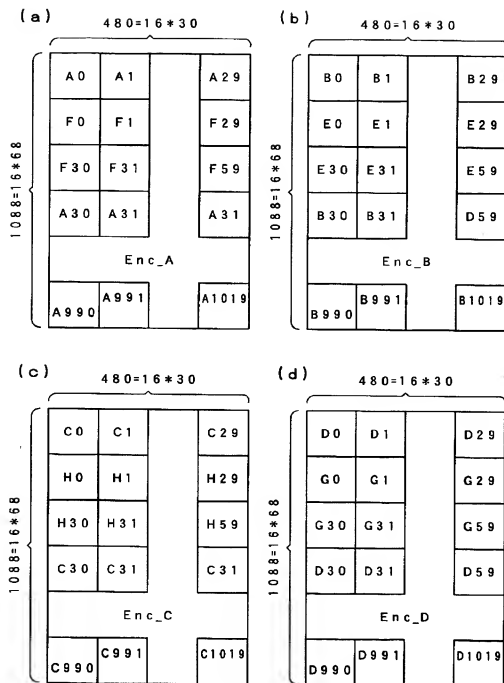 (a) 480=16*30
A0 A1 A29
F0 F1 F29
F30 F31 F59
A30 A31 A31
Enc_A
A990 A991 A1019
1088=16*68
(b) 480=16*30
B0 B1 B29
E0 E1 E29
E30 E31 E59
B30 B31 D59
Enc_B
B990 B991 B1019
1088=16*68
(c) 480=16*30
C0 C1 C29
H0 H1 H29
H30 H31 H59
C30 C31 C31
Enc_C
C990 C991 C1019
1088=16*68
(d) 480=16*30
D0 D1 D29
G0 G1 G29
G30 G31 G59
D30 D31 D59
Enc_D
D990 D991 D1019
1088=16*68